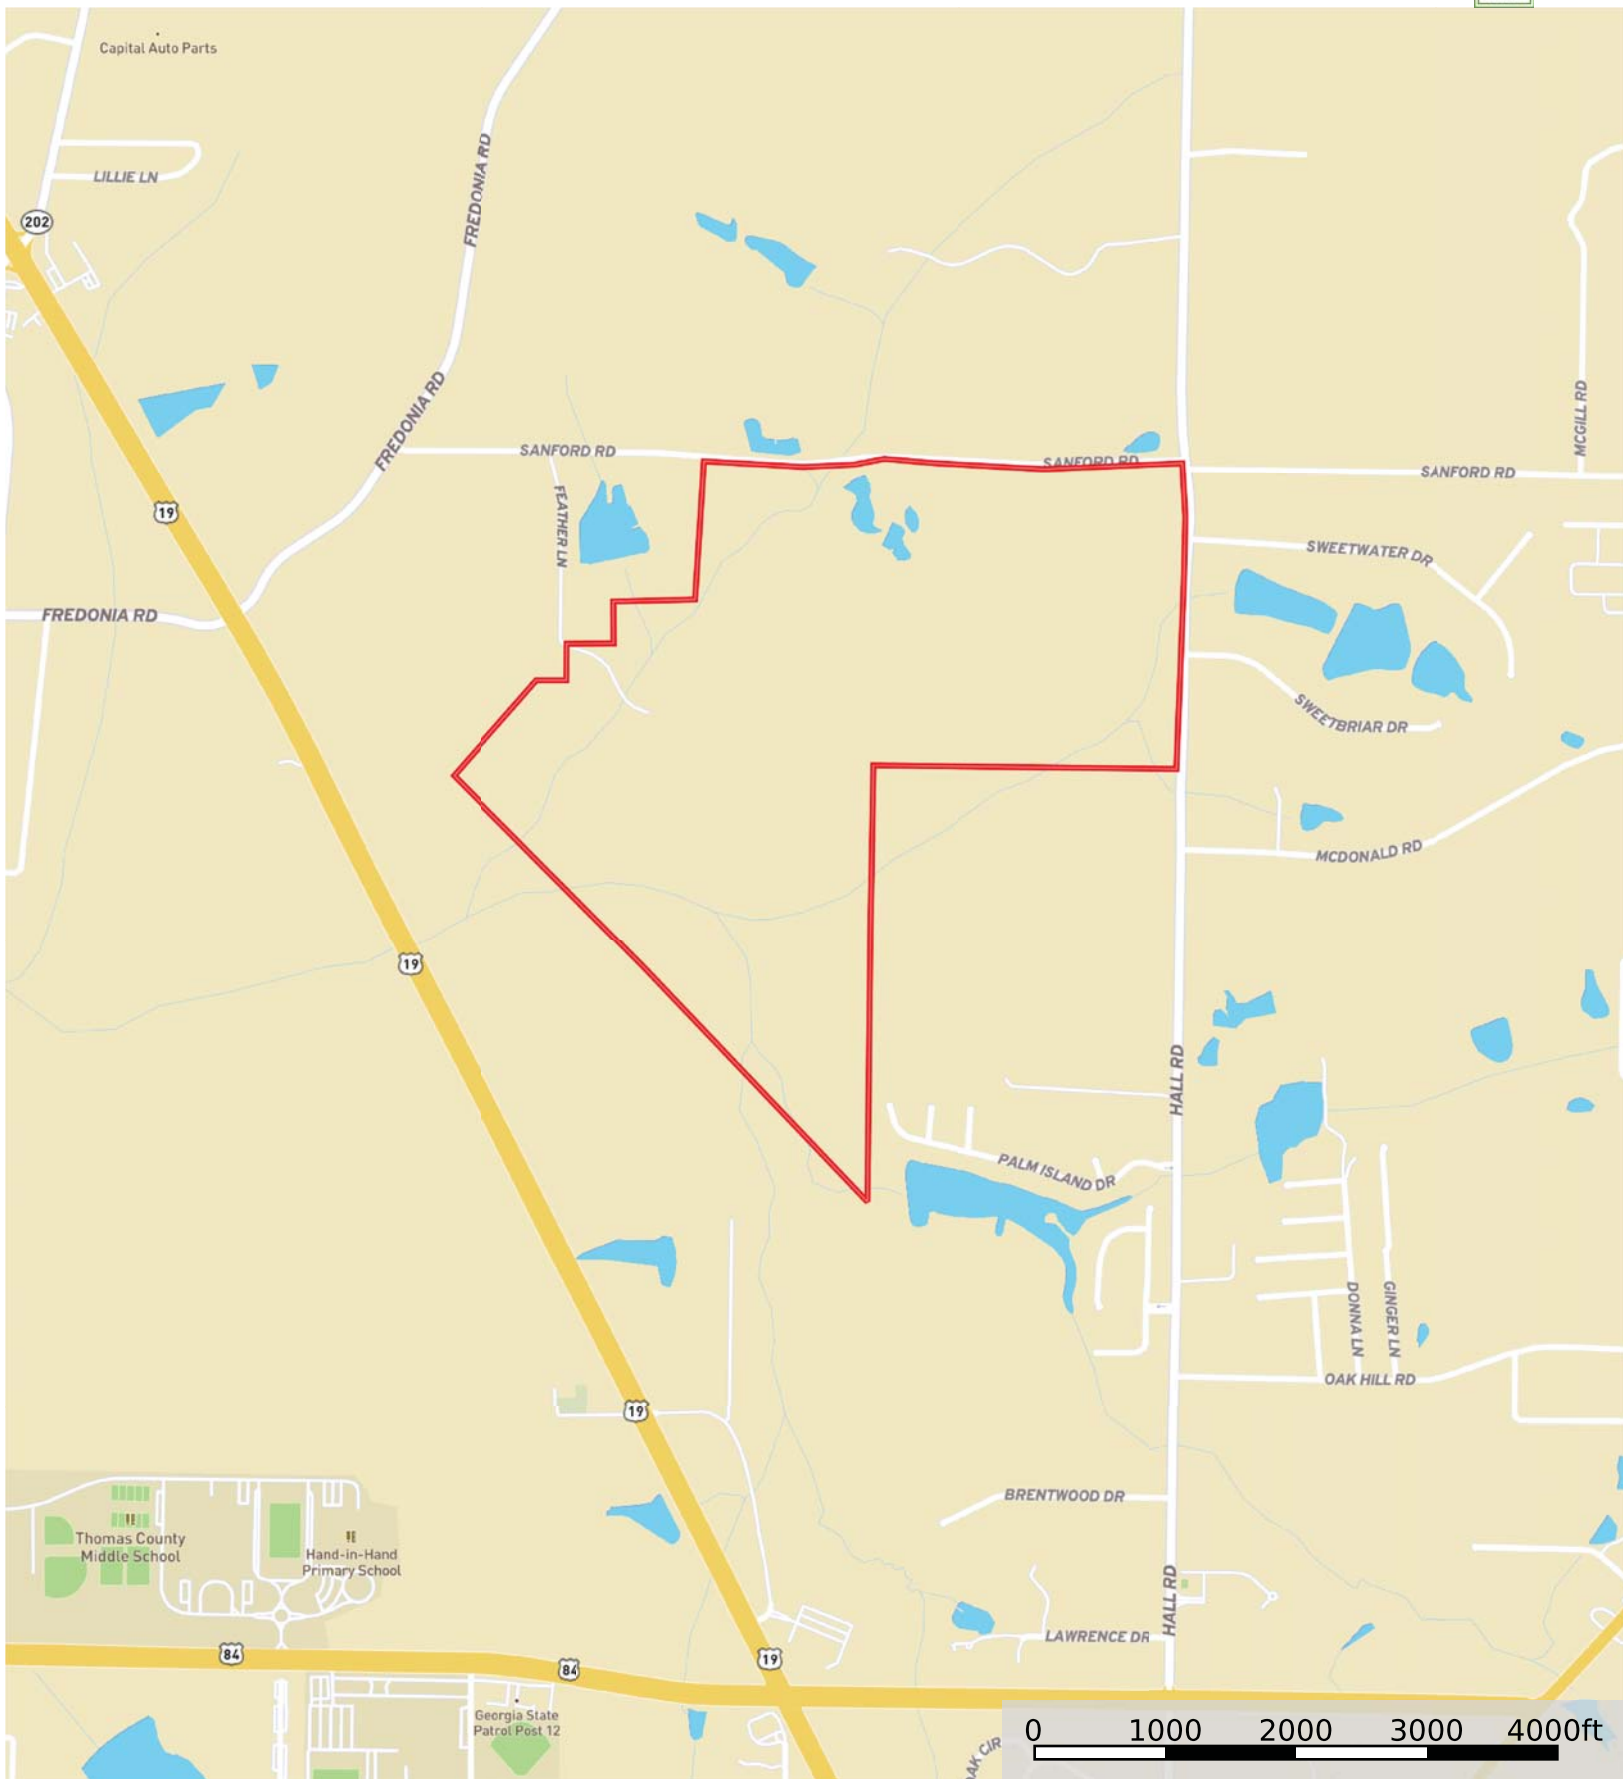 Capital Auto Parts
LILLIE LN
202
FREDONIA RD
FREDONIA RD
SANFORD RD
SANFORD RD
SANFORD RD
MCGILL RD
FEATHER LN
19
SWEETWATER DR
FREDONIA RD
SWEETBRIAR DR
MCDONALD RD
19
HALL RD
PALM ISLAND DR
DONNA LN
GINGER LN
OAK HILL RD
19
BRENTWOOD DR
Thomas County
Middle School
Hand-in-Hand
Primary School
HALL RD
LAWRENCE DR
84
84
19
Georgia State
Patrol Post 12
OAK CIR
0 1000 2000 3000 4000ft